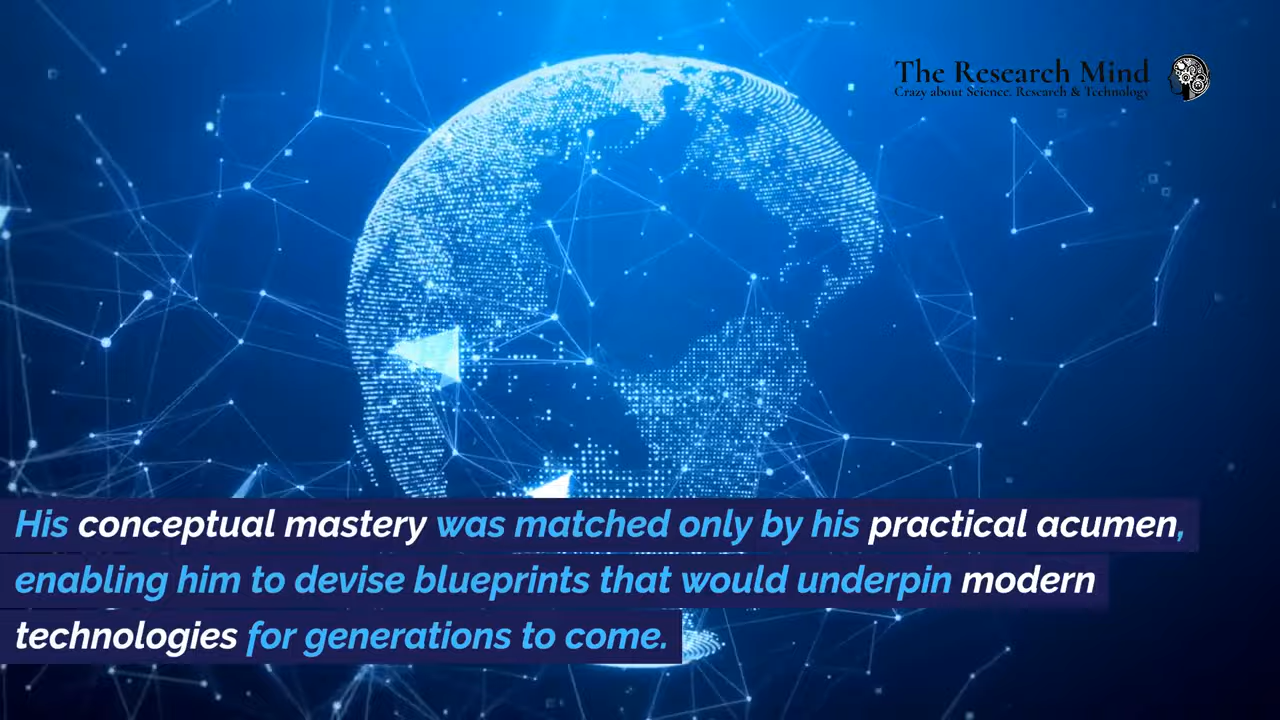 The Research Mind
Crazy about Science, Research & Technology
His conceptual mastery was matched only by his practical acumen,
enabling him to devise blueprints that would underpin modern
technologies for generations to come.